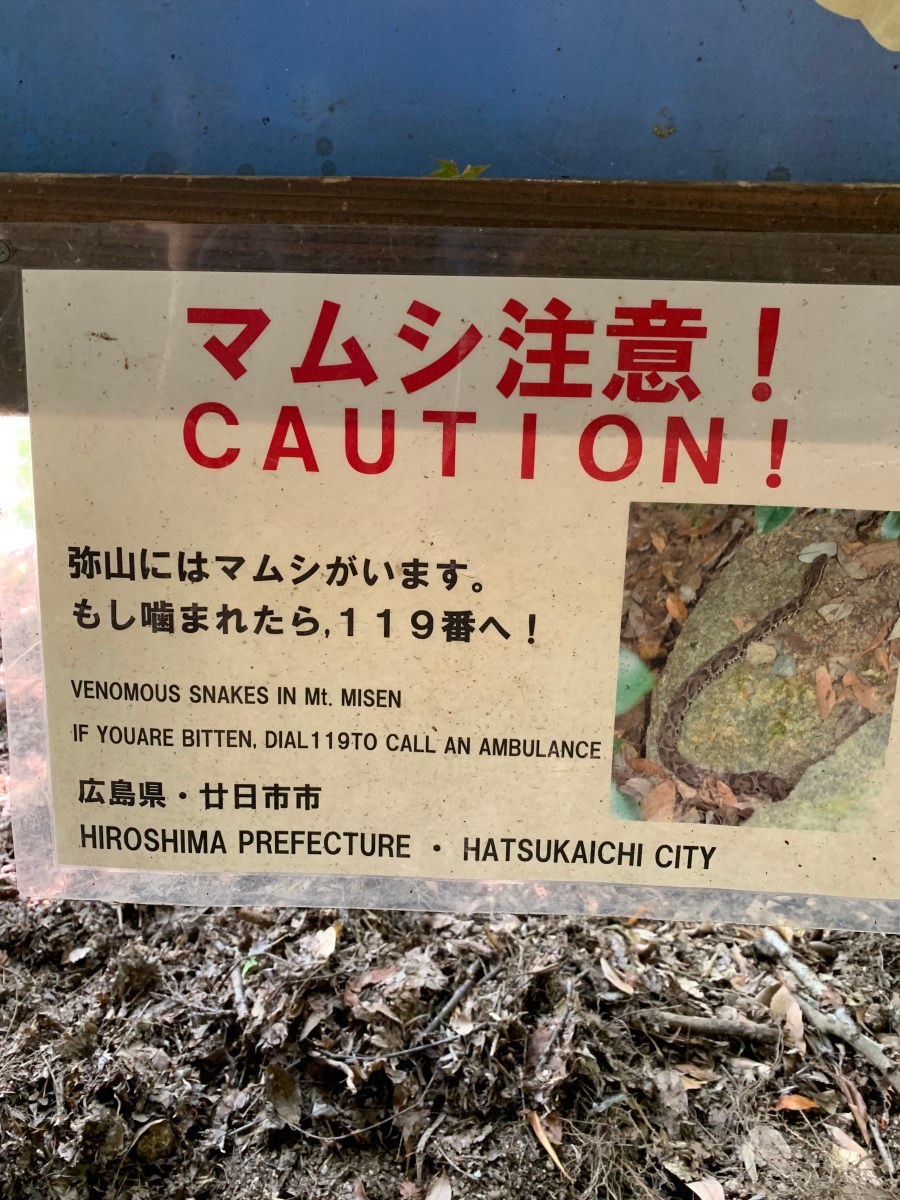 マムシ注意！
CAUTION！
弥山にはマムシがいます。
もし噛まれたら,１１９番へ！
VENOMOUS SNAKES IN Mt. MISEN
IF YOUARE BITTEN, DIAL119TO CALL AN AMBULANCE
広島県・廿日市市
HIROSHIMA PREFECTURE ・ HATSUKAICHI CITY